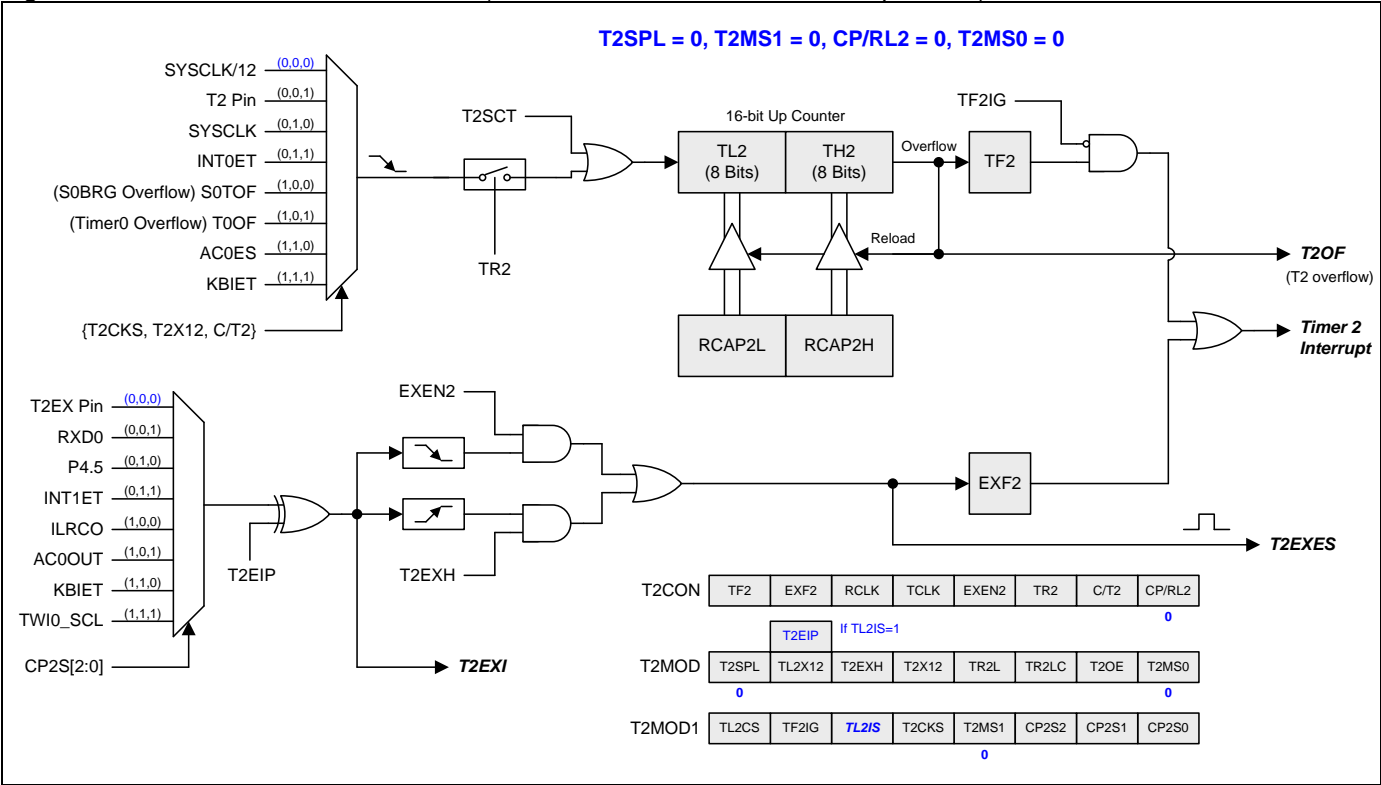 T2SPL = 0, T2MS1 = 0, CP/RL2 = 0, T2MS0 = 0
SYSCLK/12 (0,0,0)
T2 Pin (0,0,1)
SYSCLK (0,1,0)
INT0ET (0,1,1)
(S0BRG Overflow) S0TOF (1,0,0)
(Timer0 Overflow) T0OF (1,0,1)
AC0ES (1,1,0)
KBIET (1,1,1)
{T2CKS, T2X12, C/T2}
T2SCT
TR2
16-bit Up Counter
TL2
(8 Bits)
TH2
(8 Bits)
Overflow
Reload
RCAP2L
RCAP2H
TF2
TF2IG
T2OF
(T2 overflow)
Timer 2
Interrupt
T2EX Pin (0,0,0)
RXD0 (0,0,1)
P4.5 (0,1,0)
INT1ET (0,1,1)
ILRCO (1,0,0)
AC0OUT (1,0,1)
KBIET (1,1,0)
TWI0_SCL (1,1,1)
CP2S[2:0]
T2EIP
EXEN2
T2EXH
T2EXI
EXF2
T2EXES
T2CON TF2 EXF2 RCLK TCLK EXEN2 TR2 C/T2 CP/RL2
0
T2EIP If TL2IS=1
T2MOD T2SPL TL2X12 T2EXH T2X12 TR2L TR2LC T2OE T2MS0
0 0
T2MOD1 TL2CS TF2IG TL2IS T2CKS T2MS1 CP2S2 CP2S1 CP2S0
0